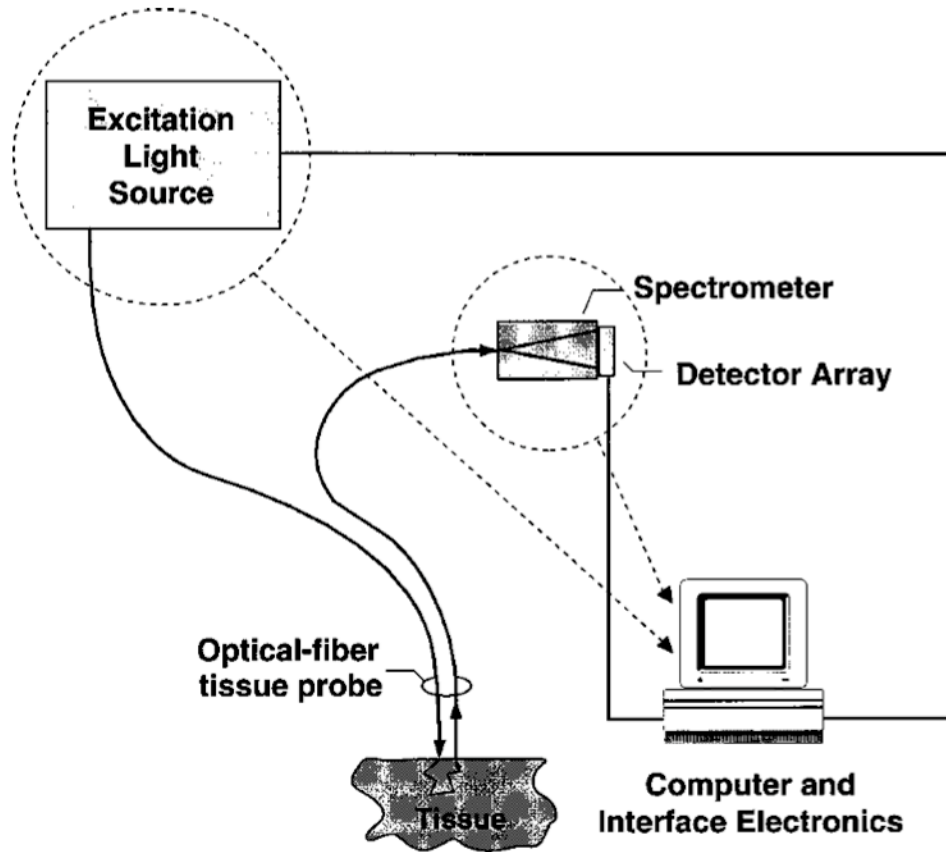 Excitation
Light
Source
Spectrometer
Detector Array
Optical-fiber
tissue probe
Tissue
Computer and
Interface Electronics